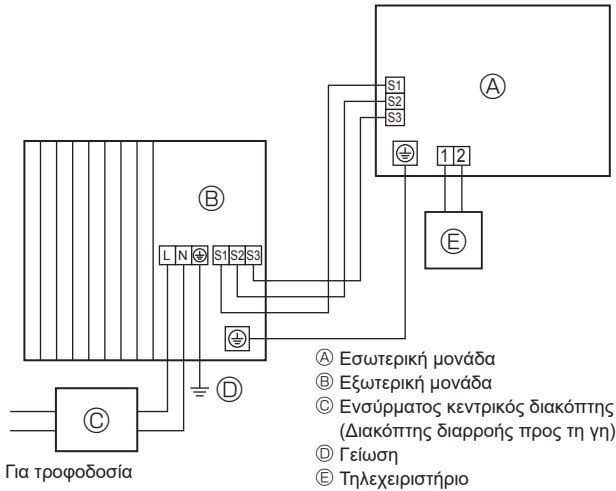 S1
S2
S3
Ⓐ
1 2
Ⓑ
Ⓔ
L N S1 S2 S3
Ⓓ
Ⓒ
Για τροφοδοσία
Ⓐ Εσωτερική μονάδα
Ⓑ Εξωτερική μονάδα
Ⓒ Ενσύρματος κεντρικός διακόπτης
(Διακόπτης διαρροής προς τη γη)
Ⓓ Γείωση
Ⓔ Τηλεχειριστήριο